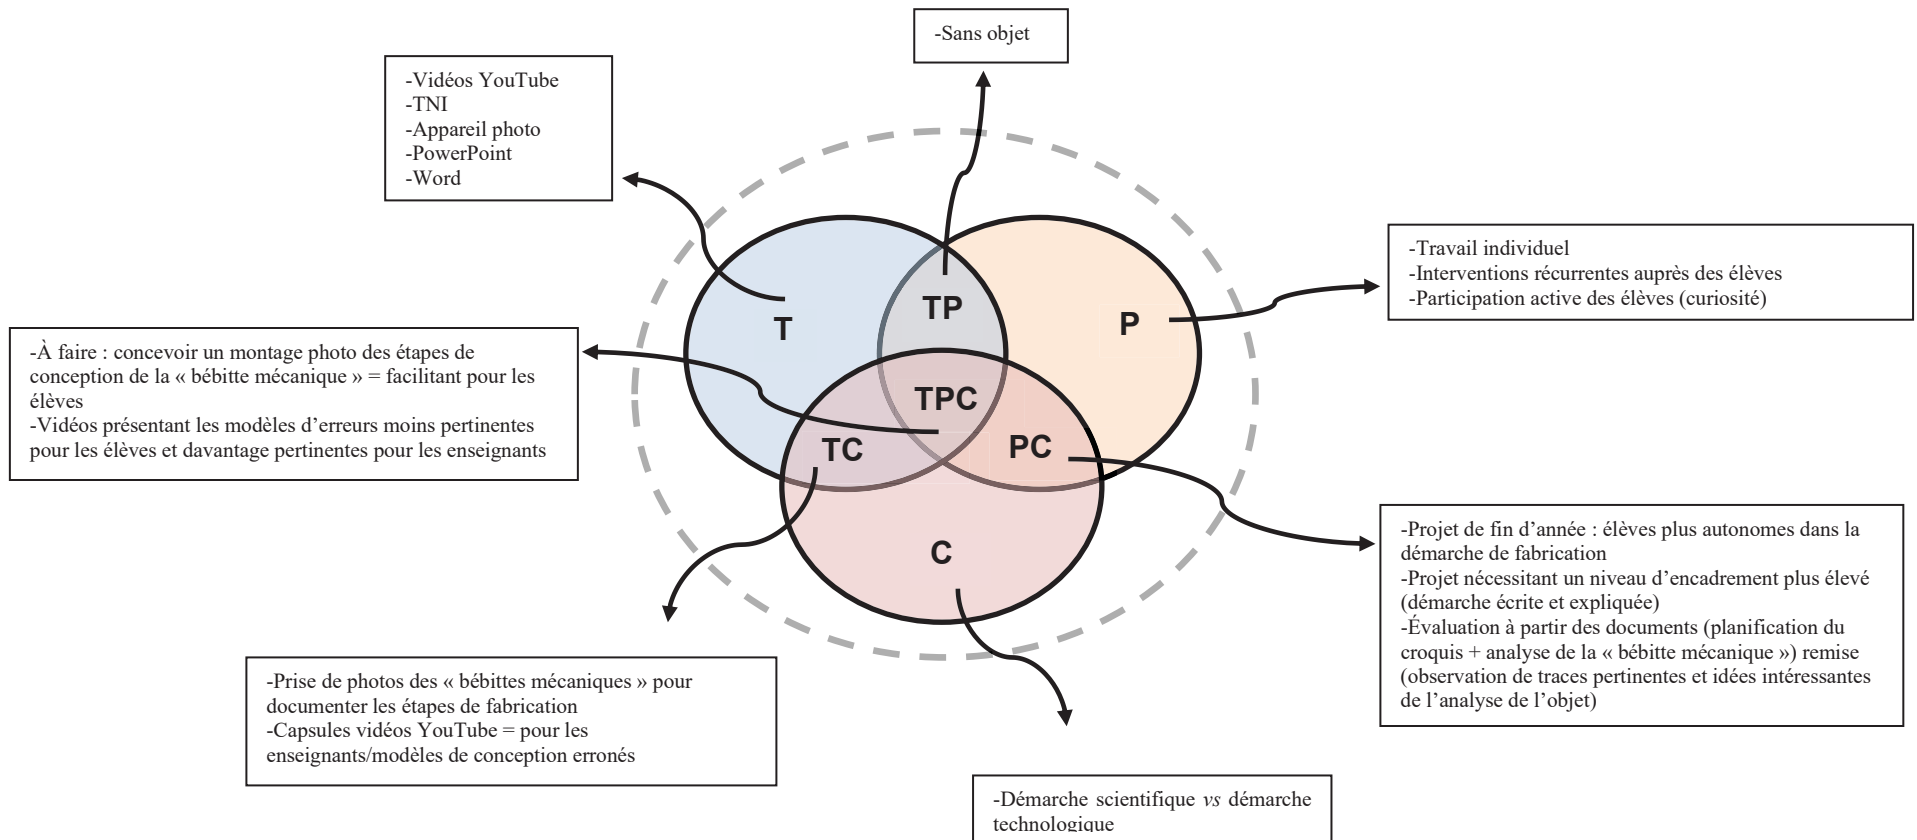 -Sans objet
-Vidéos YouTube
-TNI
-Appareil photo
-PowerPoint
-Word
-Travail individuel
-Interventions récurrentes auprès des élèves
-Participation active des élèves (curiosité)
T
TP
P
TPC
TC
PC
C
-À faire : concevoir un montage photo des étapes de
conception de la « bébitte mécanique » = facilitant pour les
élèves
-Vidéos présentant les modèles d’erreurs moins pertinentes
pour les élèves et davantage pertinentes pour les enseignants
-Projet de fin d’année : élèves plus autonomes dans la
démarche de fabrication
-Projet nécessitant un niveau d’encadrement plus élevé
(démarche écrite et expliquée)
-Évaluation à partir des documents (planification du
croquis + analyse de la « bébitte mécanique ») remise
(observation de traces pertinentes et idées intéressantes
de l’analyse de l’objet)
-Prise de photos des « bébittes mécaniques » pour
documenter les étapes de fabrication
-Capsules vidéos YouTube = pour les
enseignants/modèles de conception erronés
-Démarche scientifique vs démarche
technologique